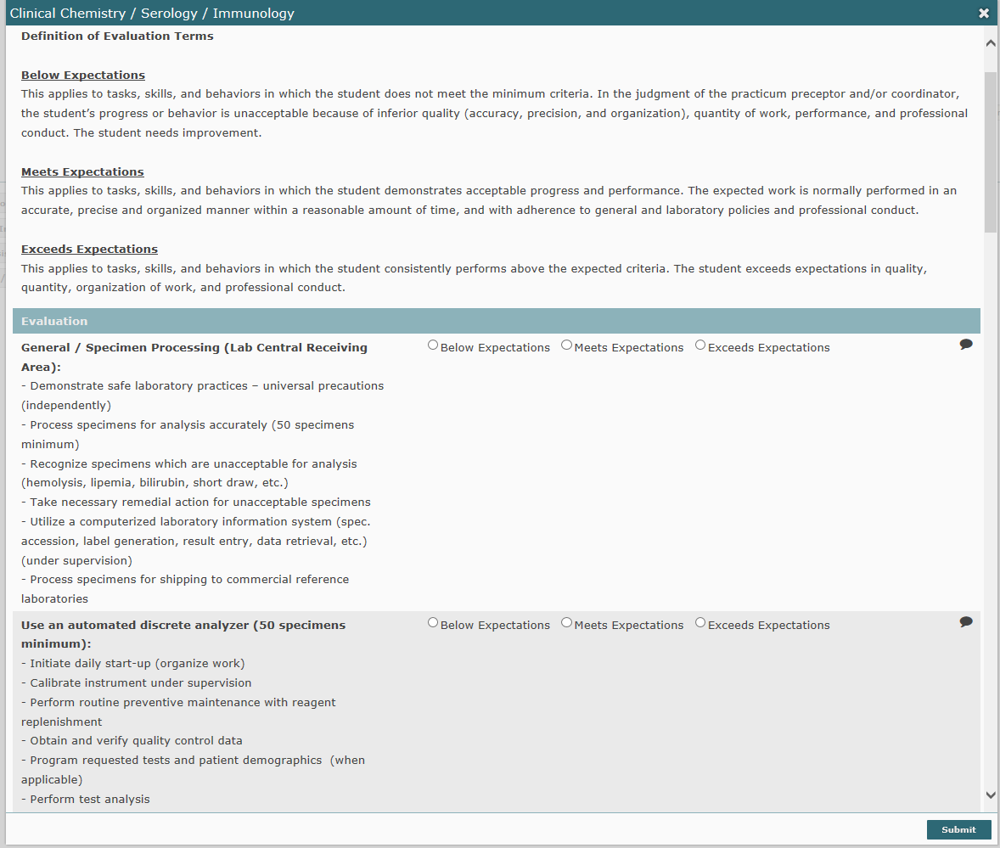 Clinical Chemistry / Serology / Immunology
Definition of Evaluation Terms
Below Expectations
This applies to tasks, skills, and behaviors in which the student does not meet the minimum criteria. In the judgment of the practicum preceptor and/or coordinator,
the student's progress or behavior is unacceptable because of inferior quality (accuracy, precision, and organization), quantity of work, performance, and professional
conduct. The student needs improvement.
Meets Expectations
This applies to tasks, skills, and behaviors in which the student demonstrates acceptable progress and performance. The expected work is normally performed in an
accurate, precise and organized manner within a reasonable amount of time, and with adherence to general and laboratory policies and professional conduct.
Exceeds Expectations
This applies to tasks, skills, and behaviors in which the student consistently performs above the expected criteria. The student exceeds expectations in quality,
quantity, organization of work, and professional conduct.
Evaluation
General / Specimen Processing (Lab Central Receiving
Area):
- Demonstrate safe laboratory practices – universal precautions
(independently)
- Process specimens for analysis accurately (50 specimens
minimum)
- Recognize specimens which are unacceptable for analysis
(hemolysis, lipemia, bilirubin, short draw, etc.)
- Take necessary remedial action for unacceptable specimens
- Utilize a computerized laboratory information system (spec.
accession, label generation, result entry, data retrieval, etc.)
(under supervision)
- Process specimens for shipping to commercial reference
laboratories
Below Expectations Meets Expectations Exceeds Expectations
Use an automated discrete analyzer (50 specimens
minimum):
- Initiate daily start-up (organize work)
- Calibrate instrument under supervision
- Perform routine preventive maintenance with reagent
replenishment
- Obtain and verify quality control data
- Program requested tests and patient demographics (when
applicable)
- Perform test analysis
Below Expectations Meets Expectations Exceeds Expectations
Submit